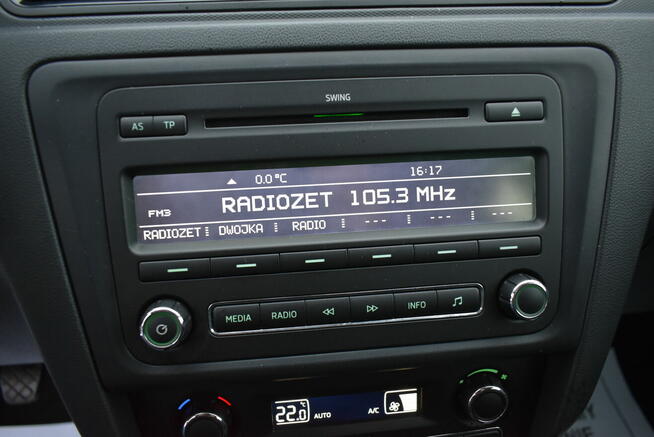 SWING
AS TP
0.0°C 16:17
FM3 RADIOZET 105.3 MHz
RADIOZET DWOJKA RADIO --- --- ---
MEDIA RADIO INFO
22.0°C AUTO A/C